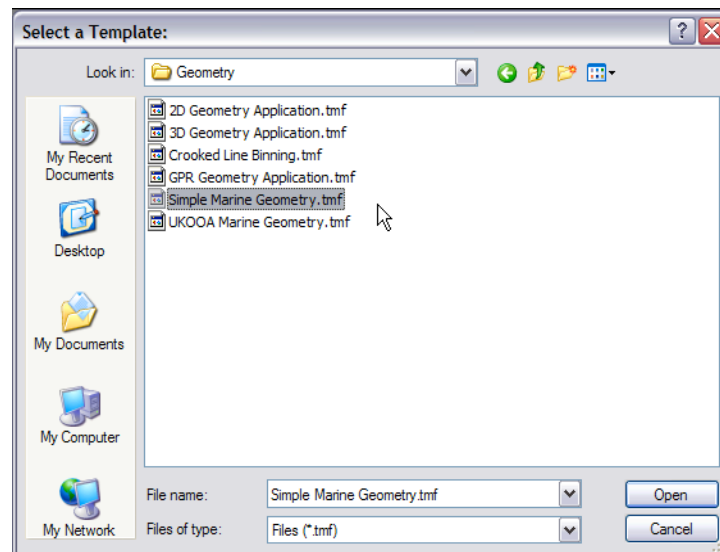 Select a Template:
Look in: Geometry
2D Geometry Application.tmf
3D Geometry Application.tmf
Crooked Line Binning.tmf
GPR Geometry Application.tmf
Simple Marine Geometry.tmf
UKOOA Marine Geometry.tmf
My Recent
Documents
Desktop
My Documents
My Computer
My Network
File name: Simple Marine Geometry.tmf Open
Files of type: Files (*.tmf) Cancel